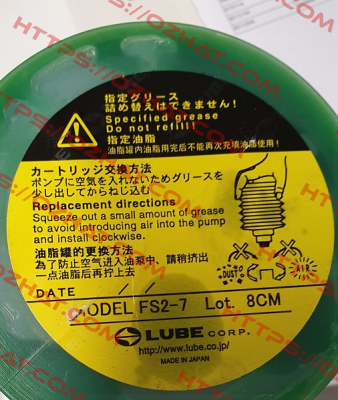 指定グリース
詰め替えはできません!
Specified grease
Do not refill!
指定油脂
油脂罐内油脂用完后不能再次充填油脂使用!
カートリッジ交換方法
ポンプに空気を入れないためグリースを
少し出してからねじ込む
Replacement directions
Squeeze out a small amount of grease
to avoid introducing air into the pump
and install clockwise.
油脂罐的更换方法
為了防止空气进入油泵中、請稍挤出
一点油脂后再拧上去
DUST
AIR
DATE
MODEL FS2-7 Lot. 8CM
LUBE CORP.
http://www.lube.co.jp/
MADE IN JAPAN
HTTPS://OZHAT.COM